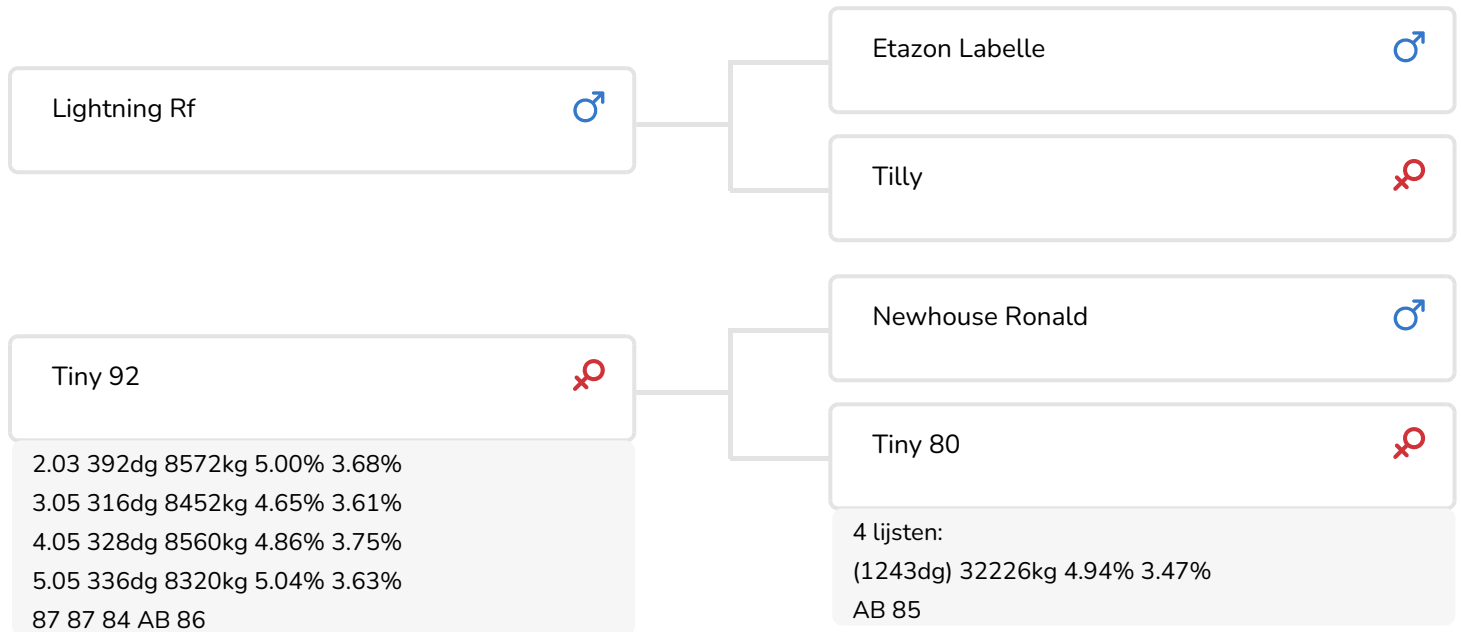 Lightning Rf
Etazon Labelle
Tilly
Tiny 92
2.03 392dg 8572kg 5.00% 3.68%
3.05 316dg 8452kg 4.65% 3.61%
4.05 328dg 8560kg 4.86% 3.75%
5.05 336dg 8320kg 5.04% 3.63%
87 87 84 AB 86
Newhouse Ronald
Tiny 80
4 lijsten:
(1243dg) 32226kg 4.94% 3.47%
AB 85